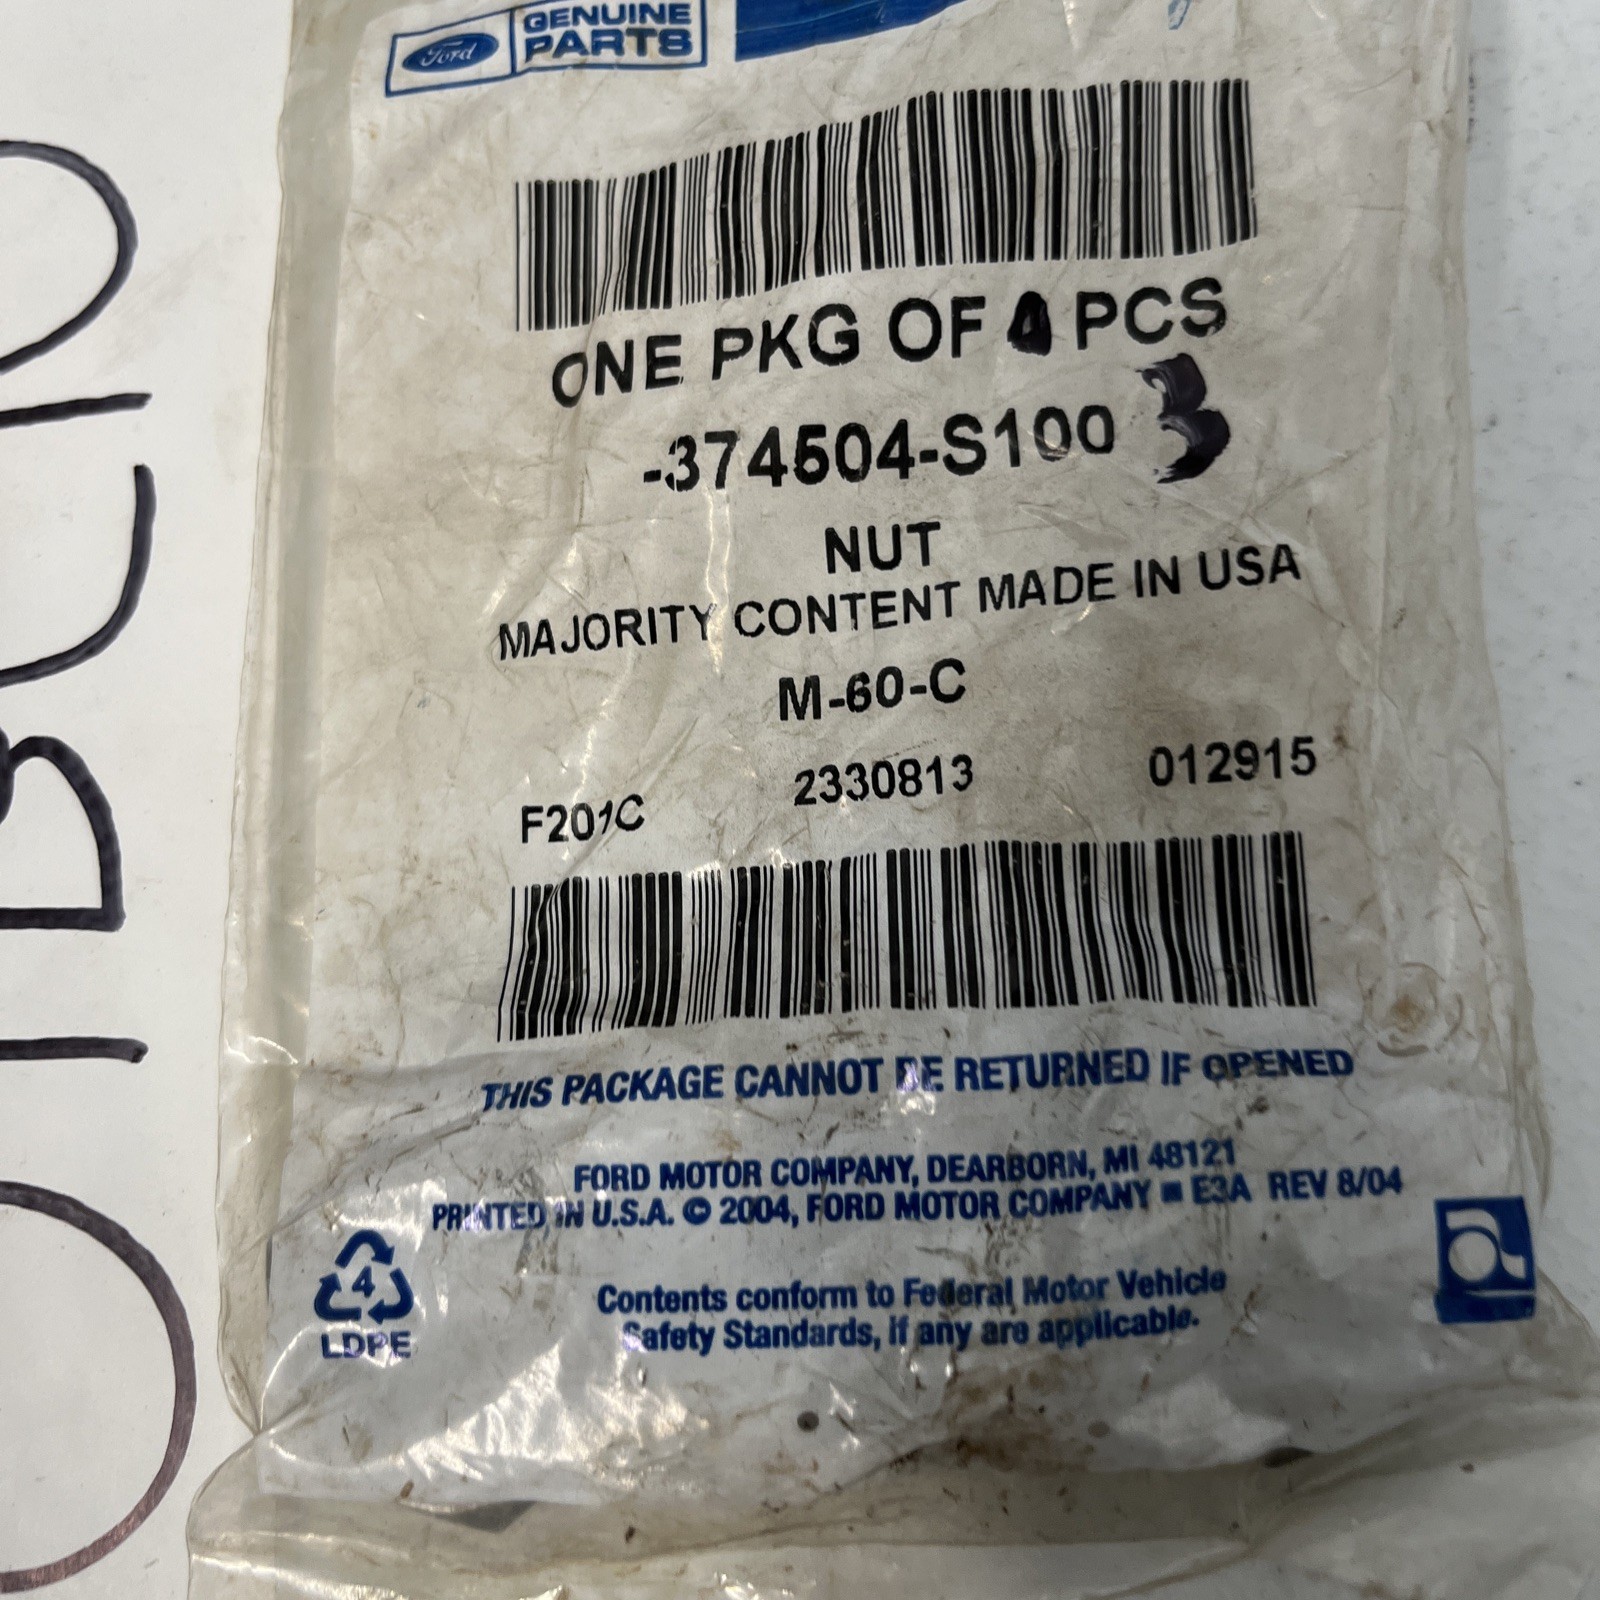 Ford GENUINE PARTS
ONE PKG OF 4 PCS
3
-374504-S100
NUT
MAJORITY CONTENT MADE IN USA
M-60-C
F201C 2330813 012915
THIS PACKAGE CANNOT BE RETURNED IF OPENED
FORD MOTOR COMPANY, DEARBORN, MI 48121
PRINTED IN U.S.A. © 2004, FORD MOTOR COMPANY ■ E3A REV 8/04
4
LDPE
Contents conform to Federal Motor Vehicle
Safety Standards, if any are applicable.